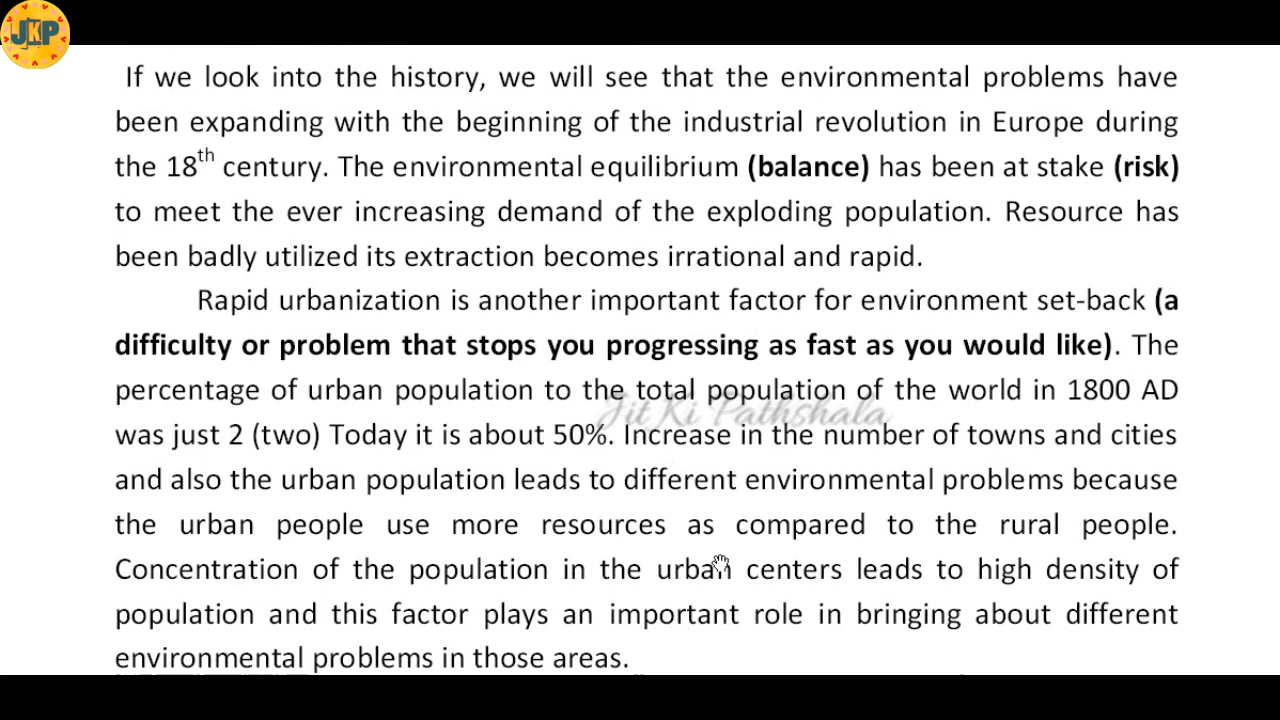 JKP
If we look into the history, we will see that the environmental problems have
been expanding with the beginning of the industrial revolution in Europe during
the 18th century. The environmental equilibrium (balance) has been at stake (risk)
to meet the ever increasing demand of the exploding population. Resource has
been badly utilized its extraction becomes irrational and rapid.
Rapid urbanization is another important factor for environment set-back (a
difficulty or problem that stops you progressing as fast as you would like). The
percentage of urban population to the total population of the world in 1800 AD
Jit Ki Pathshala
was just 2 (two) Today it is about 50%. Increase in the number of towns and cities
and also the urban population leads to different environmental problems because
the urban people use more resources as compared to the rural people.
Concentration of the population in the urban centers leads to high density of
population and this factor plays an important role in bringing about different
environmental problems in those areas.